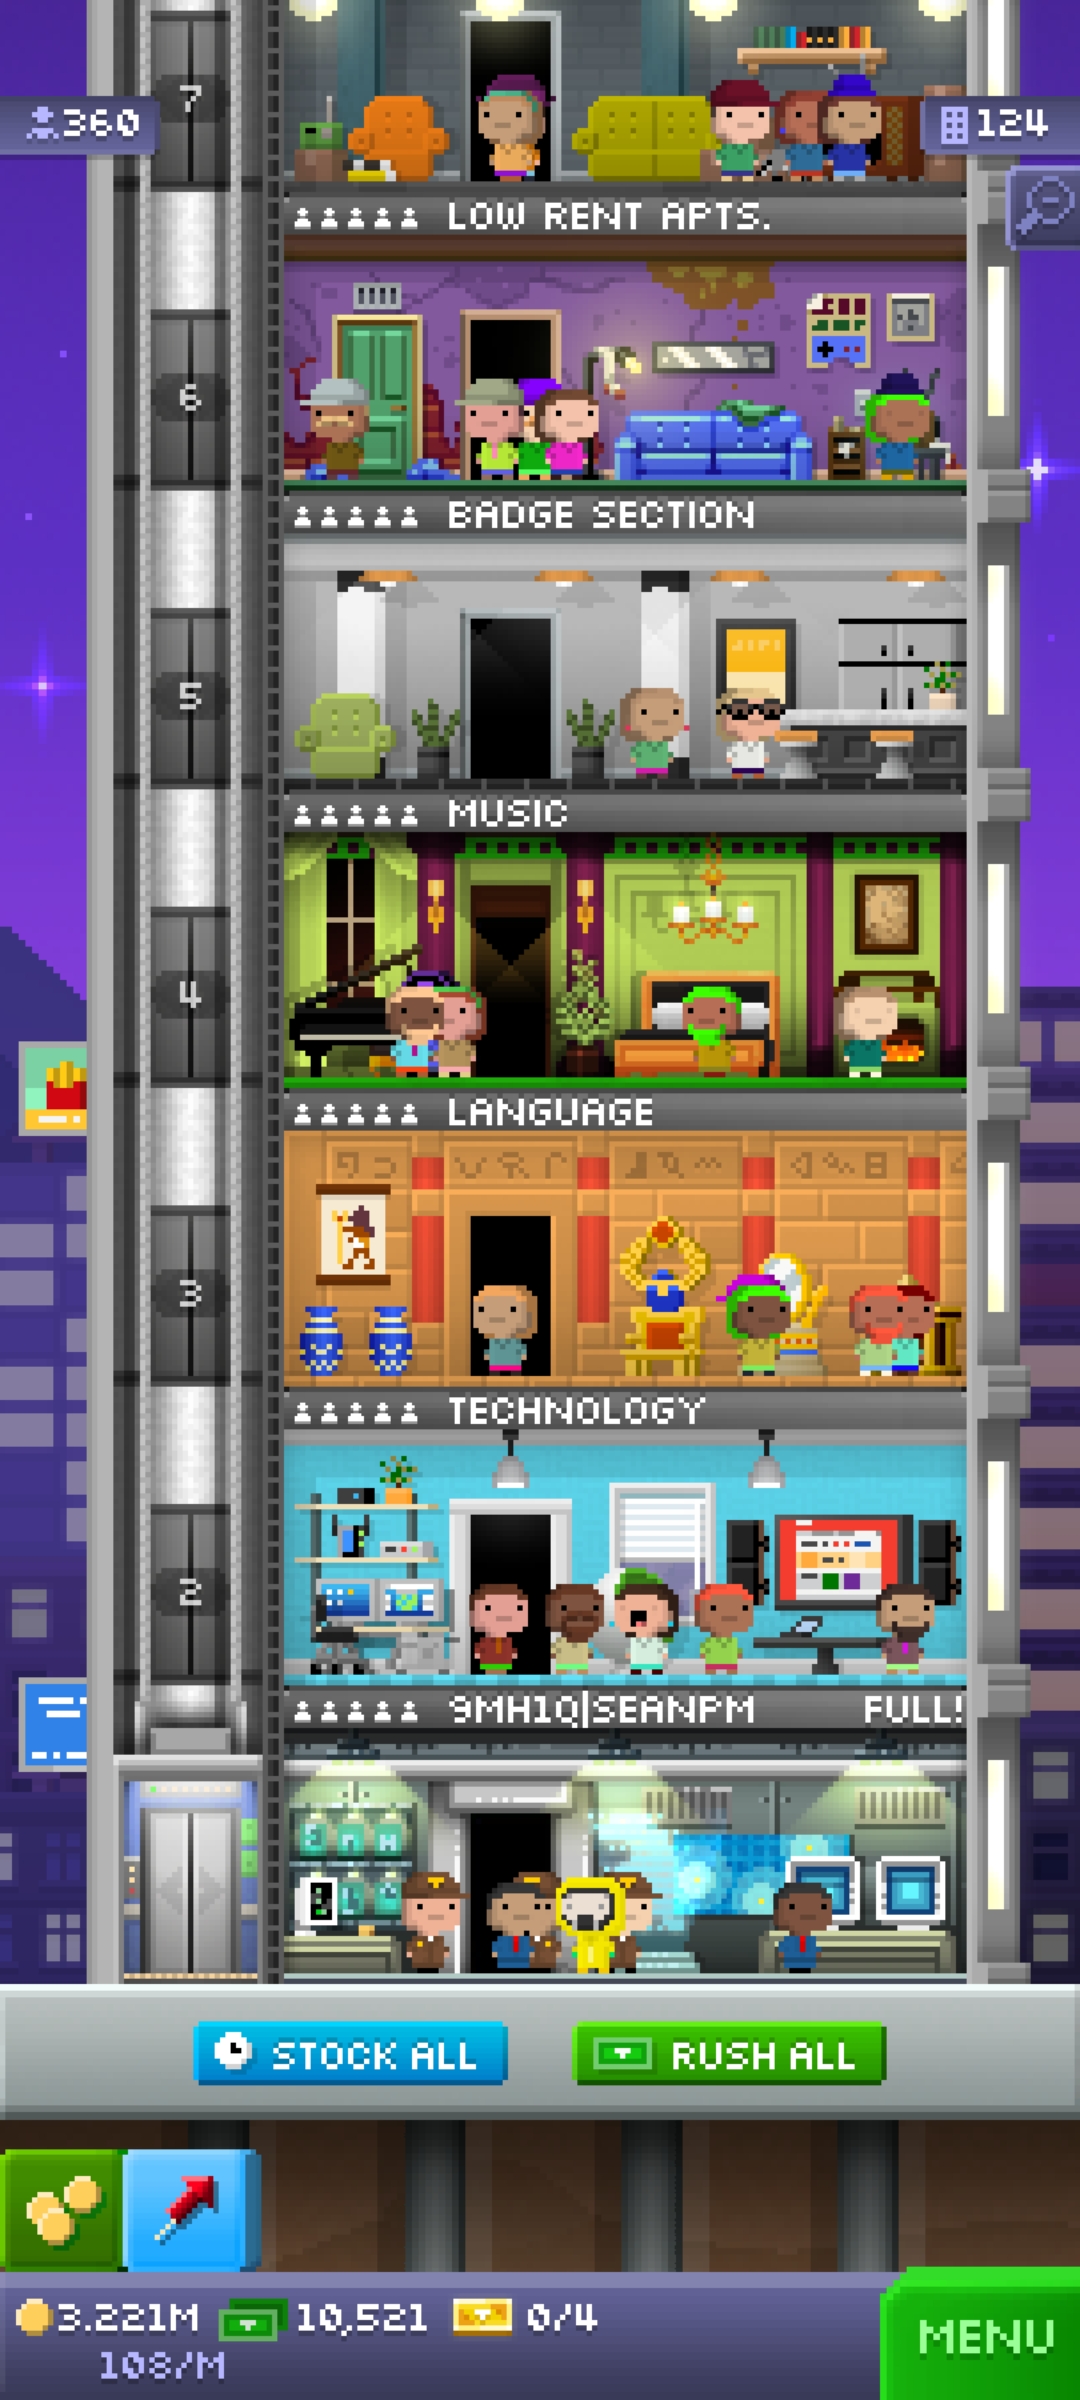 7
360
124
LOW RENT APTS.
6
BADGE SECTION
5
MUSIC
4
LANGUAGE
3
TECHNOLOGY
2
9MH1Q|SEANPM FULL!
STOCK ALL
RUSH ALL
3.221M
10,521
0/4
108/M
MENU